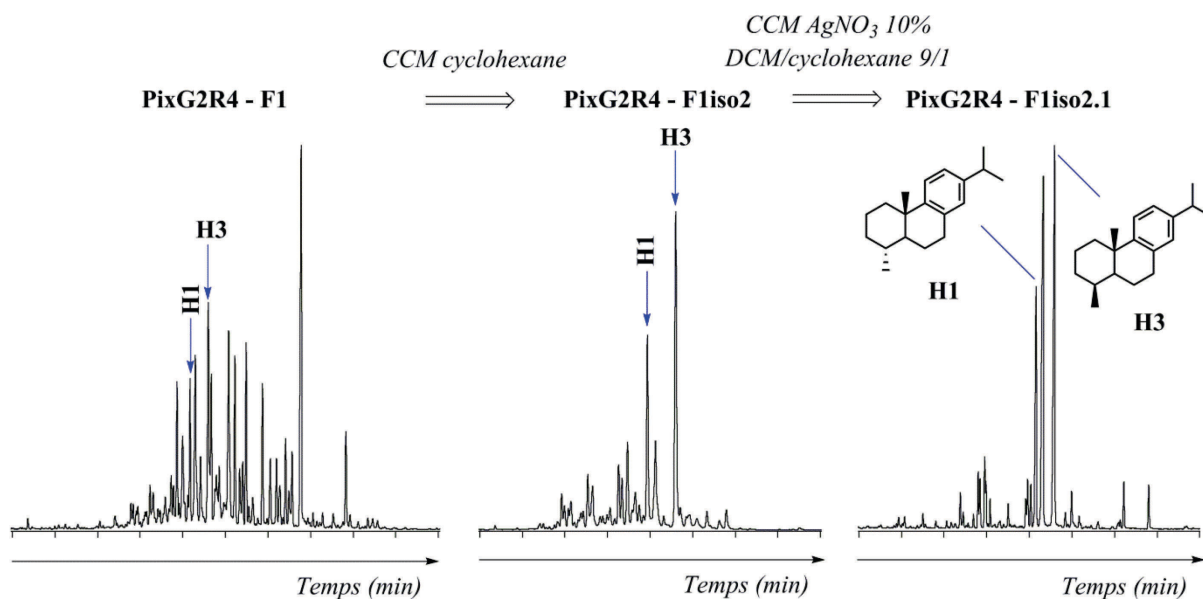 CCM AgNO3 10%
CCM cyclohexane
DCM/cyclohexane 9/1
PixG2R4 - F1
PixG2R4 - F1iso2
PixG2R4 - F1iso2.1
H3
H1
H3
H1
H1
H3
Temps (min)
Temps (min)
Temps (min)